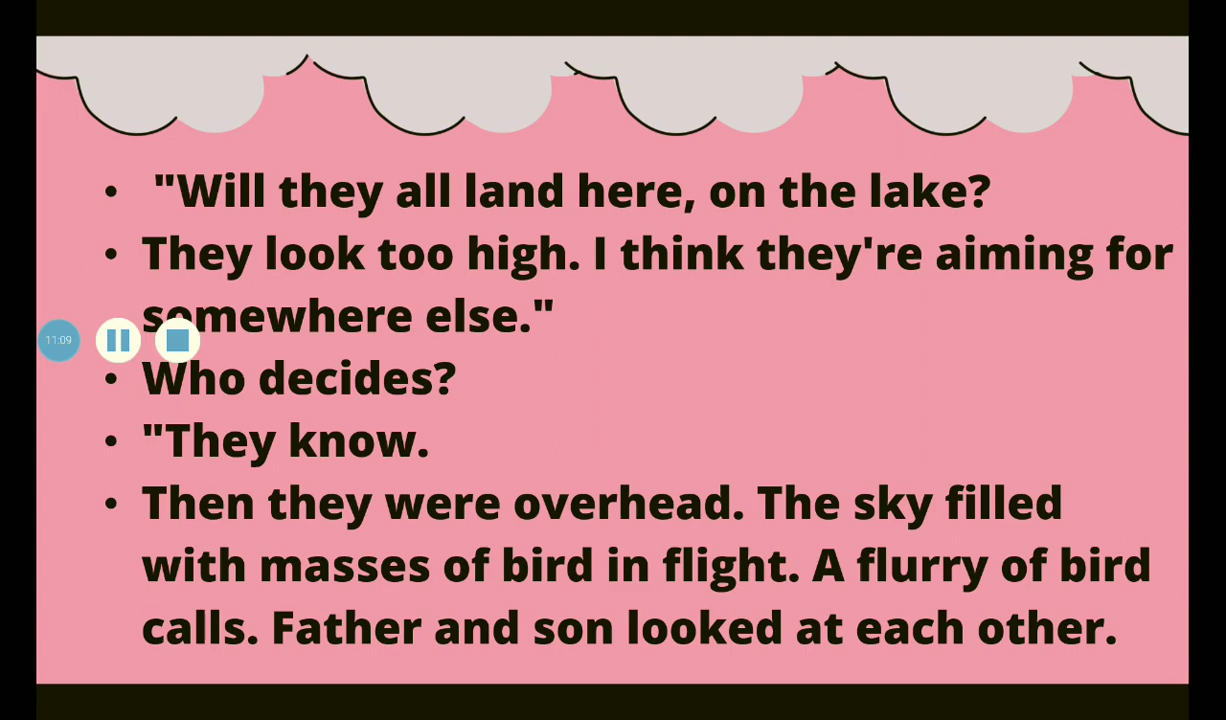 • "Will they all land here, on the lake?
• They look too high. I think they're aiming for
somewhere else."
11:09
• Who decides?
• "They know.
• Then they were overhead. The sky filled
with masses of bird in flight. A flurry of bird
calls. Father and son looked at each other.